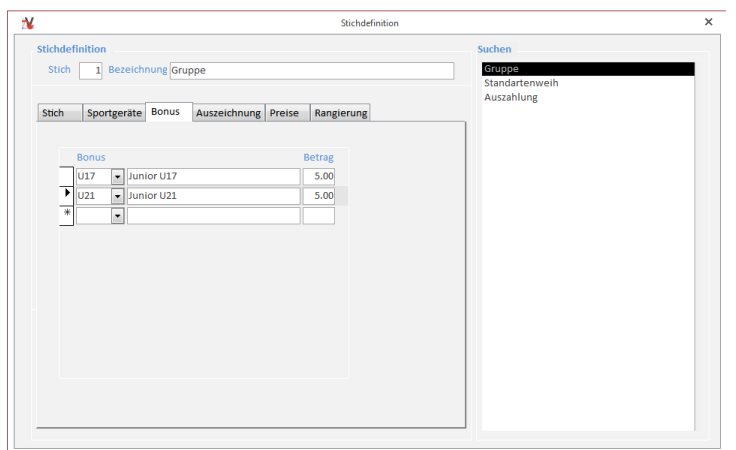 Stichdefinition
Stichdefinition
Stich 1 Bezeichnung Gruppe
Stich Sportgeräte Bonus Auszeichnung Preise Rangierung
Bonus Betrag
U17 Junior U17 5.00
U21 Junior U21 5.00
*
Suchen
Gruppe
Standartenweih
Auszahlung